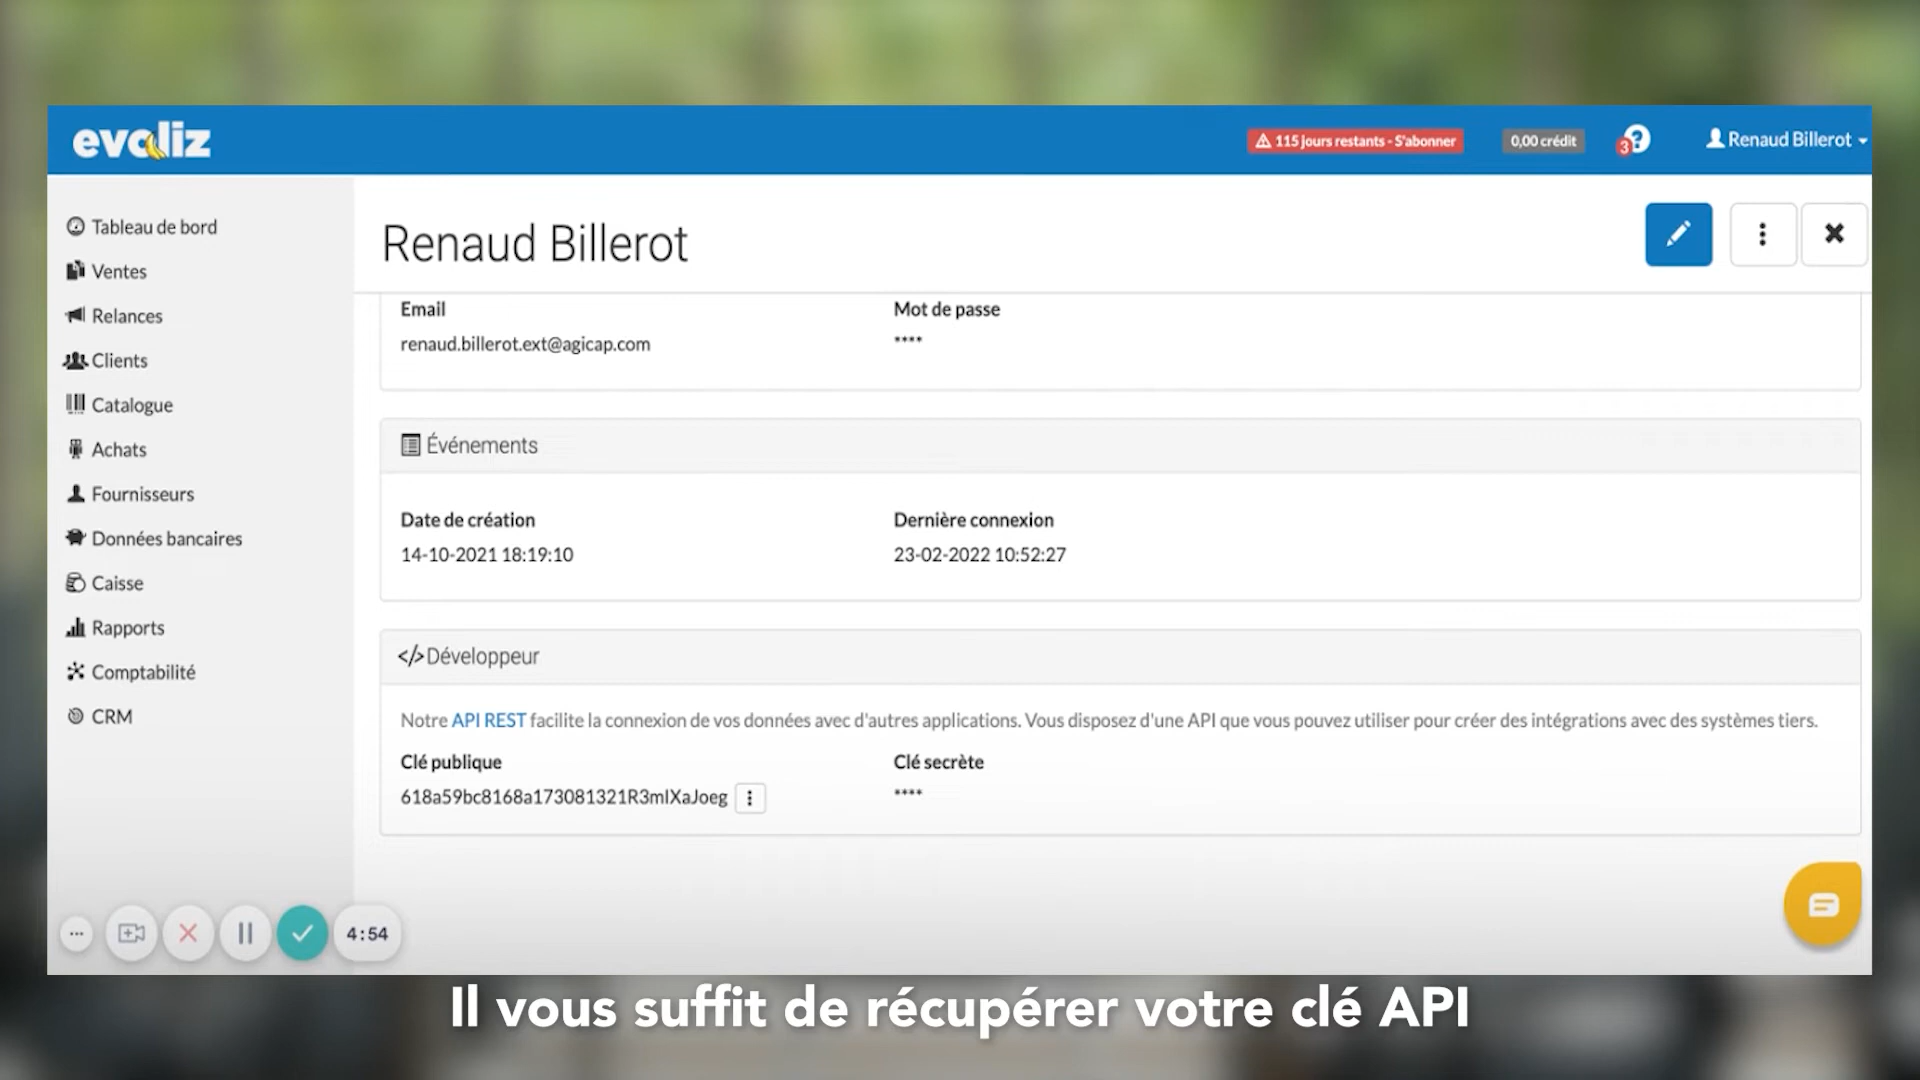 evoliz
115 jours restants - S'abonner
0,00 crédit
3
Renaud Billerot
Tableau de bord
Ventes
Relances
Clients
Catalogue
Achats
Fournisseurs
Données bancaires
Caisse
Rapports
Comptabilité
CRM
Renaud Billerot
Email
Mot de passe
renaud.billerot.ext@agicap.com
****
Événements
Date de création
Dernière connexion
14-10-2021 18:19:10
23-02-2022 10:52:27
</> Développeur
Notre API REST facilite la connexion de vos données avec d'autres applications. Vous disposez d'une API que vous pouvez utiliser pour créer des intégrations avec des systèmes tiers.
Clé publique
Clé secrète
618a59bc8168a173081321R3mlXaJoeg
****
4:54
Il vous suffit de récupérer votre clé API